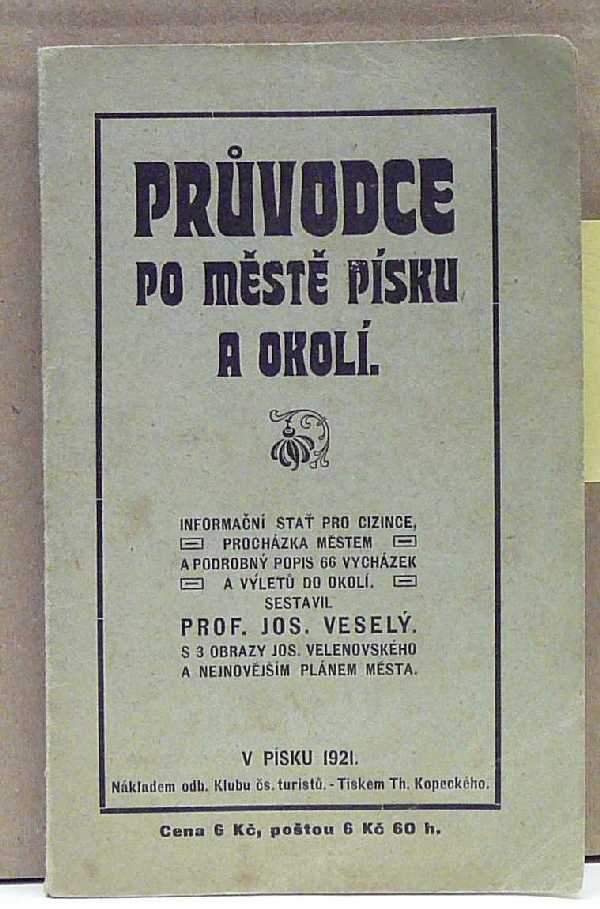 PRŮVODCE
PO MĚSTĚ PÍSKU
A OKOLÍ.
INFORMAČNÍ STAŤ PRO CIZINCE,
PROCHÁZKA MĚSTEM
A PODROBNÝ POPIS 66 VYCHÁZEK
A VÝLETŮ DO OKOLÍ.
SESTAVIL
PROF. JOS. VESELÝ.
S 3 OBRAZY JOS. VELENOVSKÉHO
A NEJNOVĚJŠÍM PLÁNEM MĚSTA.
V PÍSKU 1921.
Nákladem odb. Klubu čs. turistů. - Tiskem Th. Kopeckého.
Cena 6 Kč, poštou 6 Kč 60 h.